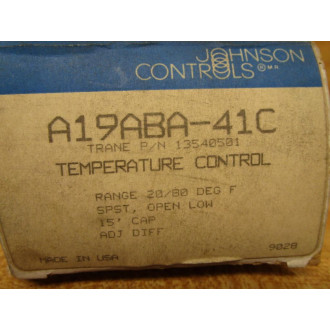 JOHNSON
CONTROLS ® M.R.
A19ABA-41C
TRANE P/N 13540501
TEMPERATURE CONTROL
RANGE 20/80 DEG F
SPST, OPEN LOW
15' CAP
ADJ DIFF
MADE IN USA
9028